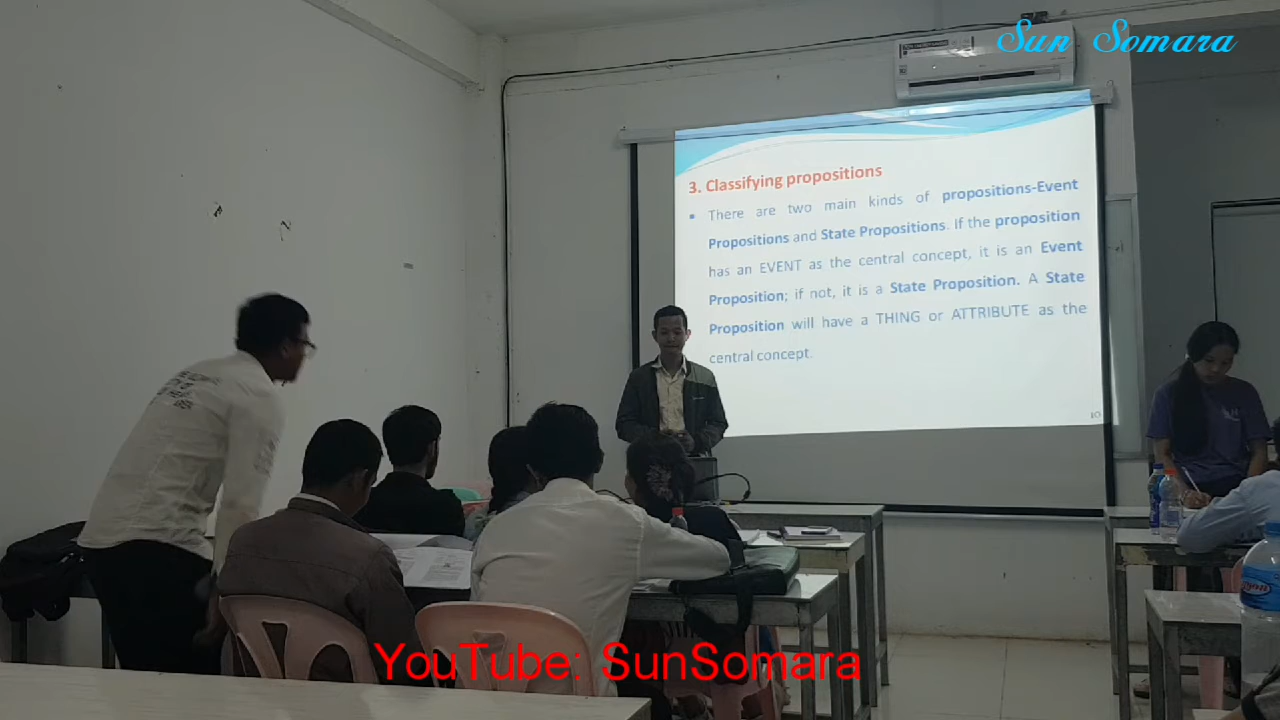 Sun Somara
3. Classifying propositions
There are two main kinds of propositions-Event
Propositions and State Propositions. If the proposition
has an EVENT as the central concept, it is an Event
Proposition; if not, it is a State Proposition. A State
Proposition will have a THING or ATTRIBUTE as the
central concept.
10
YouTube: SunSomara